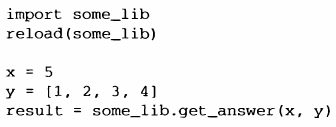 import some_lib
reload(some_lib)
x = 5
y = [1, 2, 3, 4]
result = some_lib.get_answer(x, y)